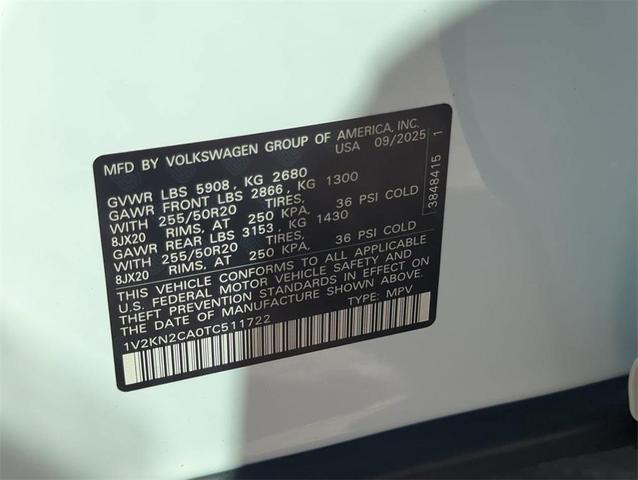 MFD BY VOLKSWAGEN GROUP OF AMERICA, INC.
USA 09/2025
GVWR LBS 5908, KG 2680
GAWR FRONT LBS 2866, KG 1300
WITH 255/50R20 TIRES,
8JX20 RIMS, AT 250 KPA, 36 PSI COLD
GAWR REAR LBS 3153, KG 1430
WITH 255/50R20 TIRES,
8JX20 RIMS, AT 250 KPA, 36 PSI COLD
THIS VEHICLE CONFORMS TO ALL APPLICABLE
U.S. FEDERAL MOTOR VEHICLE SAFETY AND
THEFT PREVENTION STANDARDS IN EFFECT ON
THE DATE OF MANUFACTURE SHOWN ABOVE.
1V2KN2CA0TC511722 TYPE: MPV
3848415 1